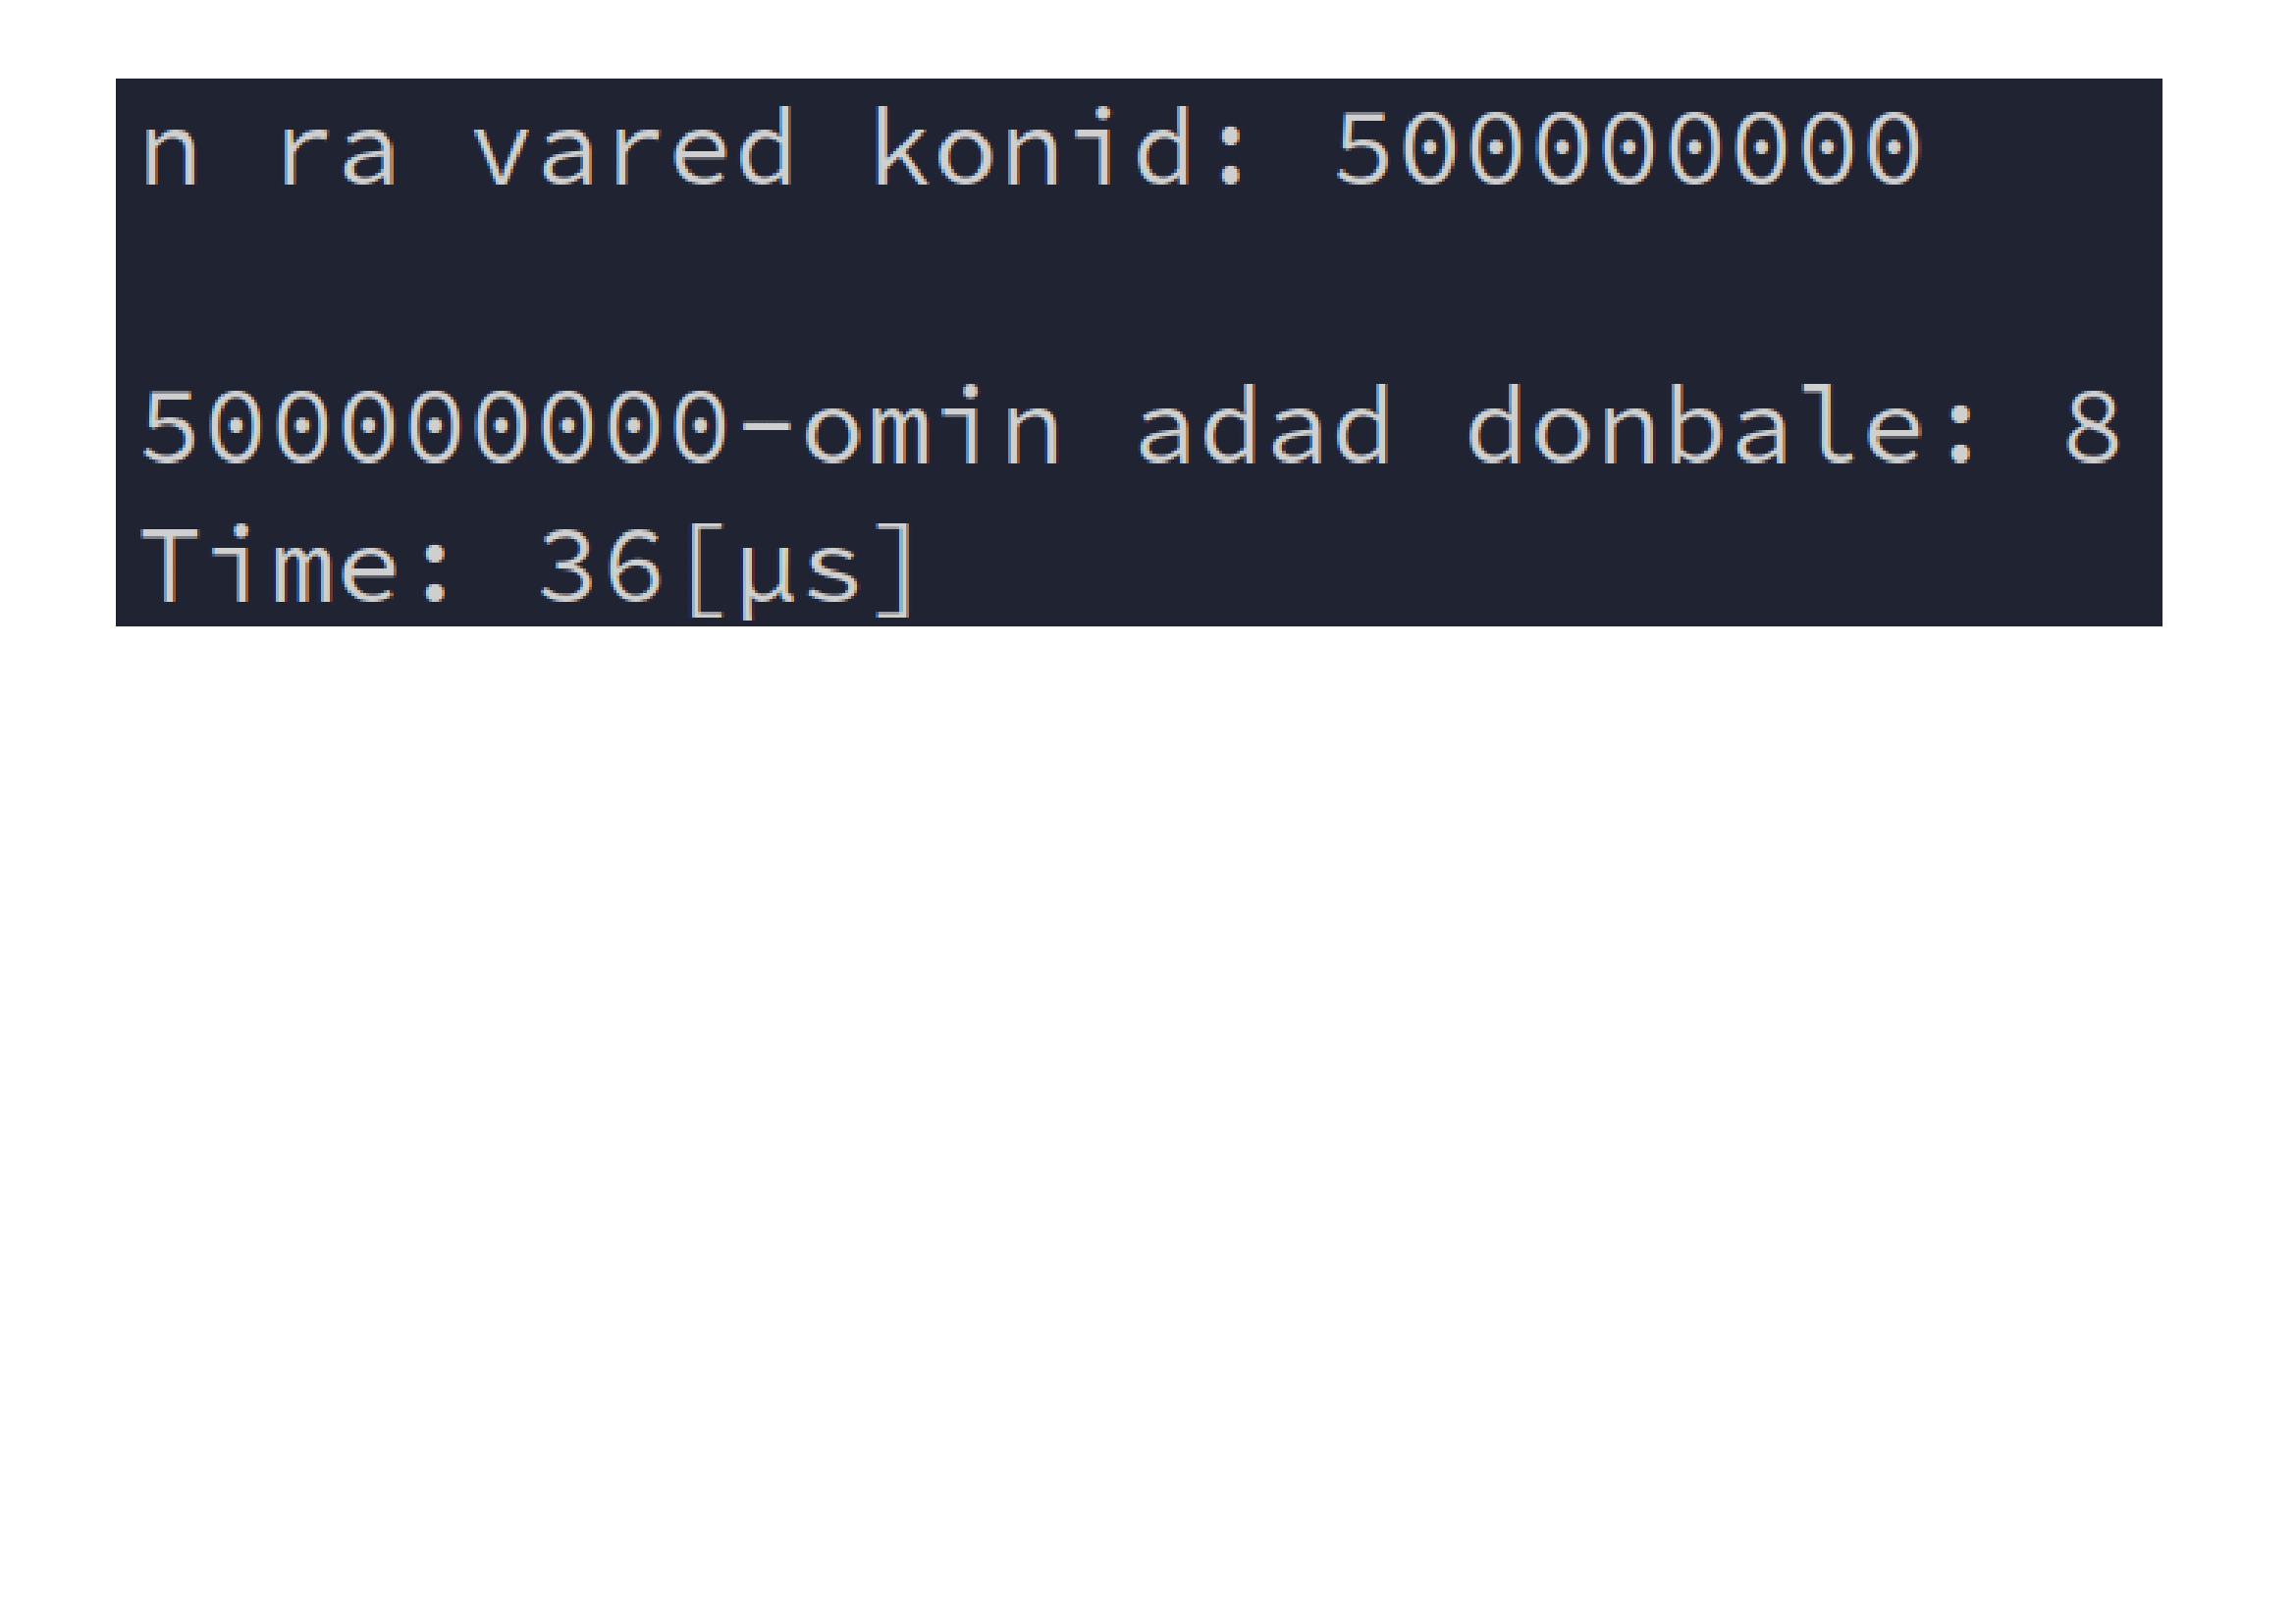 n ra vared konid: 500000000
500000000-omin adad donbale: 8
Time: 36[µs]